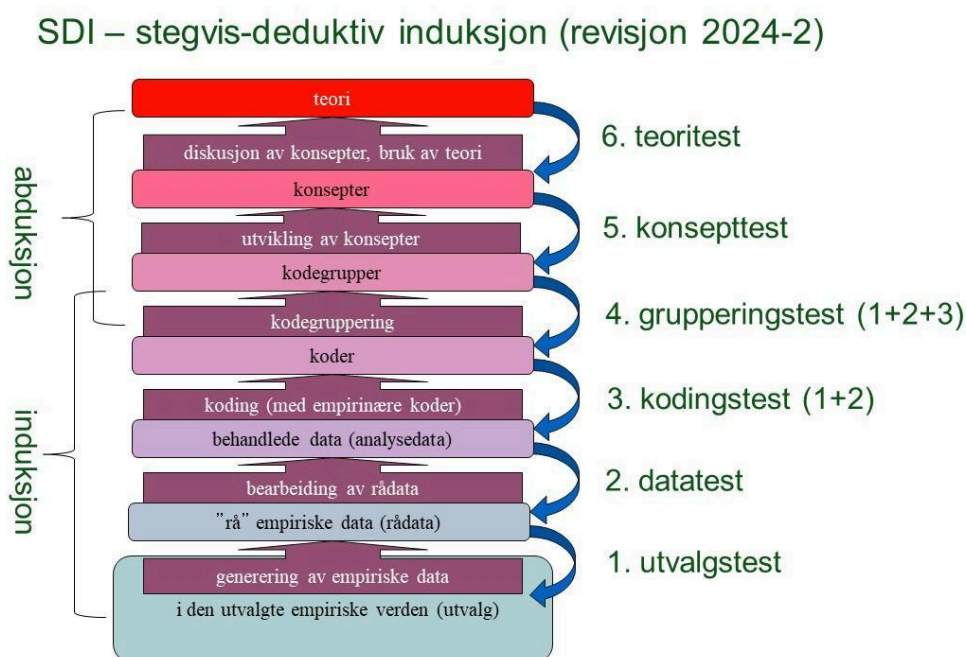 SDI – stegvis-deduktiv induksjon (revisjon 2024-2)
teori
6. teoritest
diskusjon av konsepter, bruk av teori
konsepter
abduksjon
5. konsepttest
utvikling av konsepter
kodegrupper
4. grupperingstest (1+2+3)
kodegruppering
koder
3. kodingstest (1+2)
koding (med empirinære koder)
behandlede data (analysedata)
induksjon
2. datatest
bearbeiding av rådata
”rå” empiriske data (rådata)
1. utvalgstest
generering av empiriske data
i den utvalgte empiriske verden (utvalg)